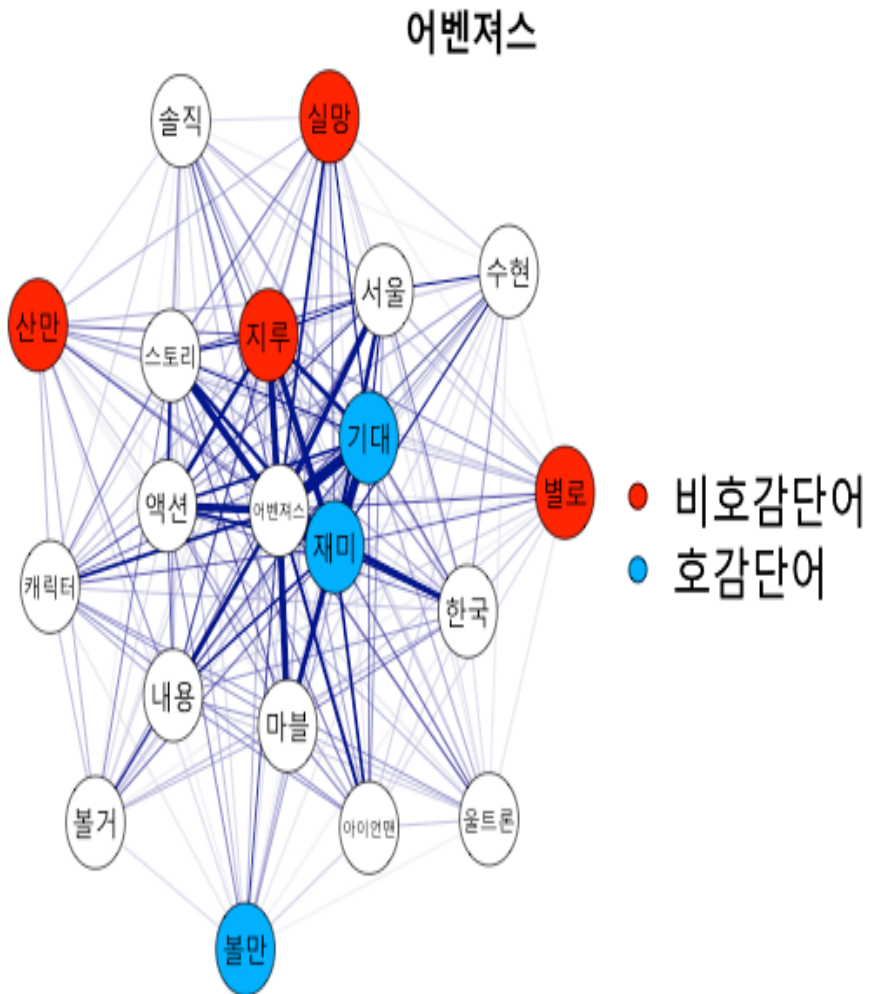 어벤져스
솔직
실망
서울
수현
산만
지루
스토리
기대
별로
비호감단어
액션
어벤져스
재미
호감단어
캐릭터
한국
내용
마블
볼거
아이언맨
울트론
볼만